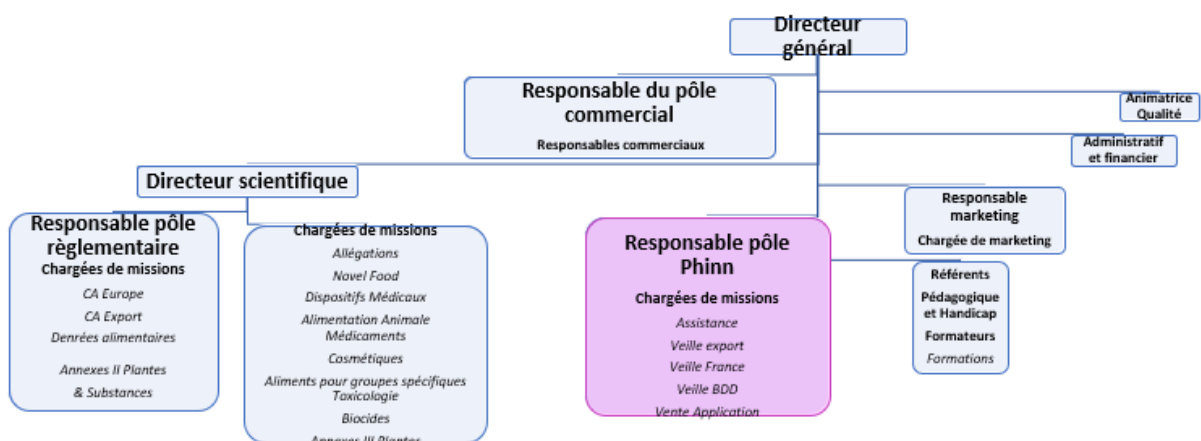 Directeur
général
Responsable du pôle
commercial
Responsables commerciaux
Animatrice
Qualité
Administratif
et financier
Directeur scientifique
Responsable pôle
règlementaire
Chargées de missions
CA Europe
CA Export
Denrées alimentaires
Annexes II Plantes
& Substances
Chargées de missions
Allégations
Novel Food
Dispositifs Médicaux
Alimentation Animale
Médicaments
Cosmétiques
Aliments pour groupes spécifiques
Toxicologie
Biocides
Annexes III Plantes
Responsable pôle
Phinn
Chargées de missions
Assistance
Veille export
Veille France
Veille BDD
Vente Application
Responsable
marketing
Chargée de marketing
Référents
Pédagogique
et Handicap
Formateurs
Formations